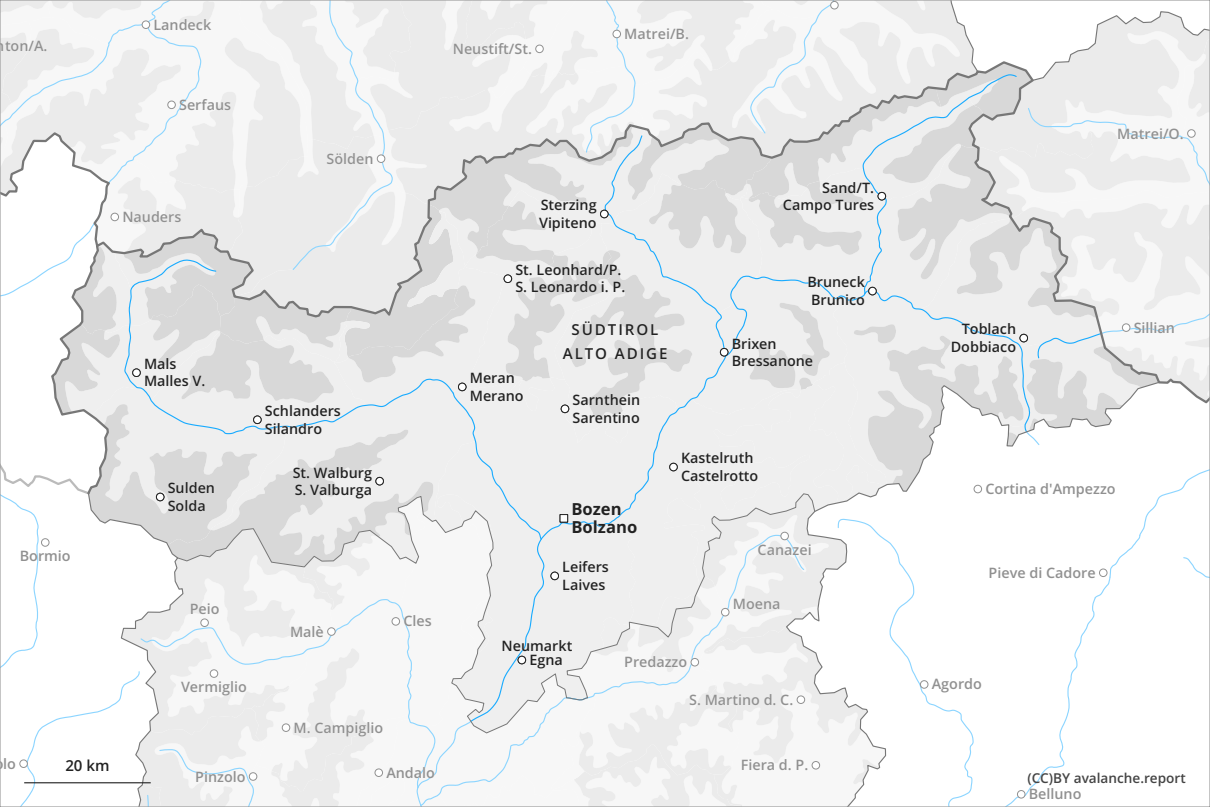 Landeck
Matrei/B.
nton/A.
Neustift/St.
Serfaus
Matrei/O.
Sölden
Sand/T.
Campo Tures
Nauders
Sterzing
Vipiteno
St. Leonhard/P.
S. Leonardo i. P.
Bruneck
Brunico
SÜDTIROL
ALTO ADIGE
Toblach
Dobbiaco
Sillian
Brixen
Bressanone
Mals
Malles V.
Meran
Merano
Schlanders
Silandro
Sarnthein
Sarentino
Kastelruth
Castelrotto
St. Walburg
S. Valburga
Sulden
Solda
Cortina d'Ampezzo
Bozen
Bolzano
Bormio
Canazei
Leifers
Laives
Pieve di Cadore
Peio
Moena
Malè
Cles
Neumarkt
Egna
Predazzo
Vermiglio
Agordo
S. Martino d. C.
M. Campiglio
olo
20 km
Fiera d. P.
Pinzolo
Andalo
(CC)BY avalanche.report
Belluno